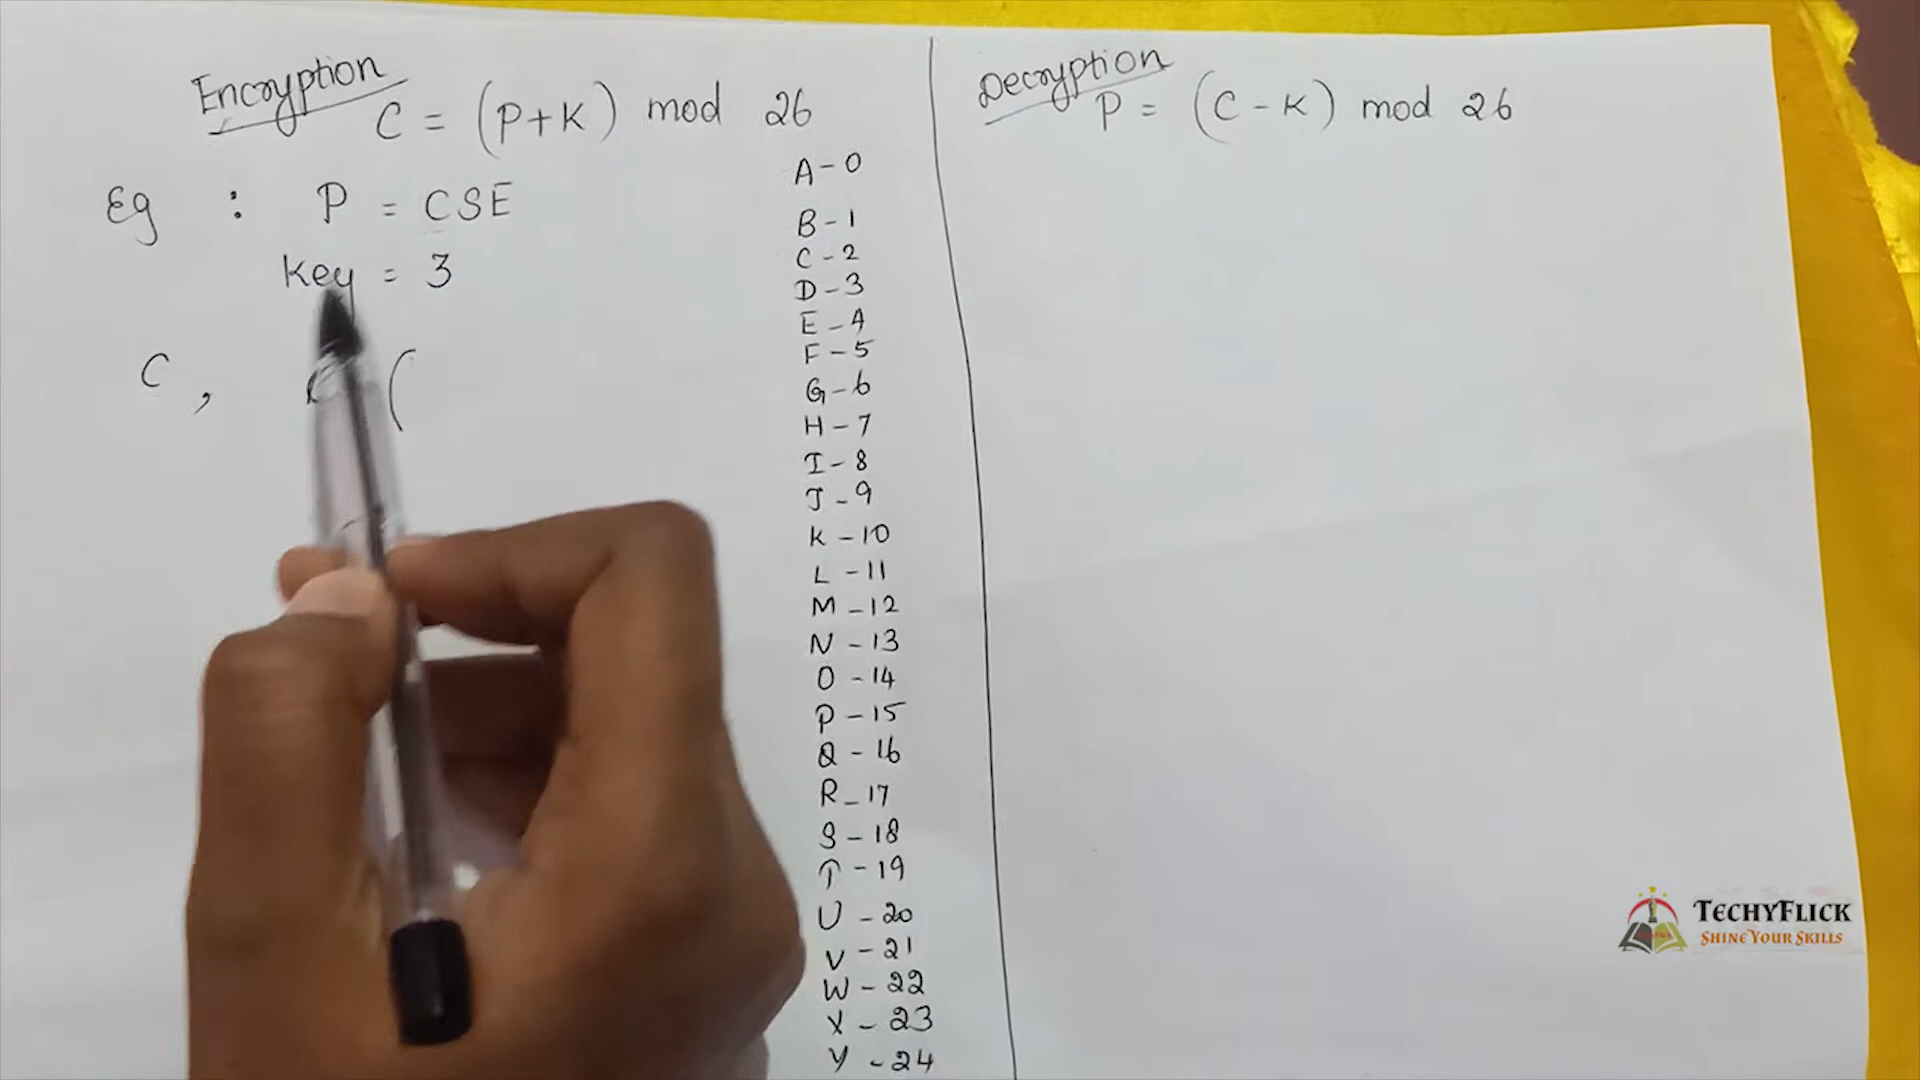 Encryption
C = (P+K) mod 26
Eg : P = CSE
Key = 3
C , (
A - 0
B - 1
C - 2
D - 3
E - 4
F - 5
G - 6
H - 7
I - 8
J - 9
K - 10
L - 11
M - 12
N - 13
O - 14
P - 15
Q - 16
R - 17
S - 18
T - 19
U - 20
V - 21
W - 22
X - 23
Y - 24
Decryption
P = (C - K) mod 26
TECHYFLICK
SHINE YOUR SKILLS